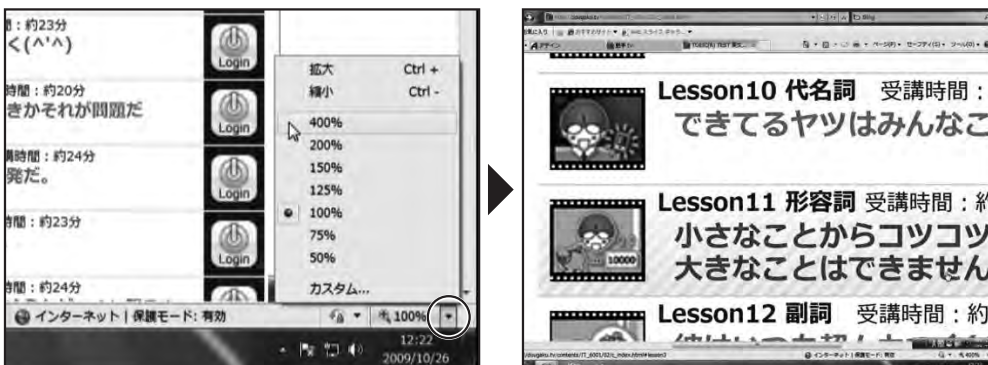 ：約23分
く(^'^)
Login
時間：約20分
きかそれが問題だ
Login
講時間：約24分
発だ。
Login
時間：約23分
Login
時間：約24分
拡大 Ctrl +
縮小 Ctrl -
400%
200%
150%
125%
100%
75%
50%
カスタム...
インターネット | 保護モード: 有効
100%
12:22
2009/10/26
Lesson10 代名詞 受講時間：
できてるヤツはみんなこ
Lesson11 形容詞 受講時間：約
小さなことからコツコツ
大きなことはできません
10000
Lesson12 副詞 受講時間：約
インターネット | 保護モード: 有効
400%